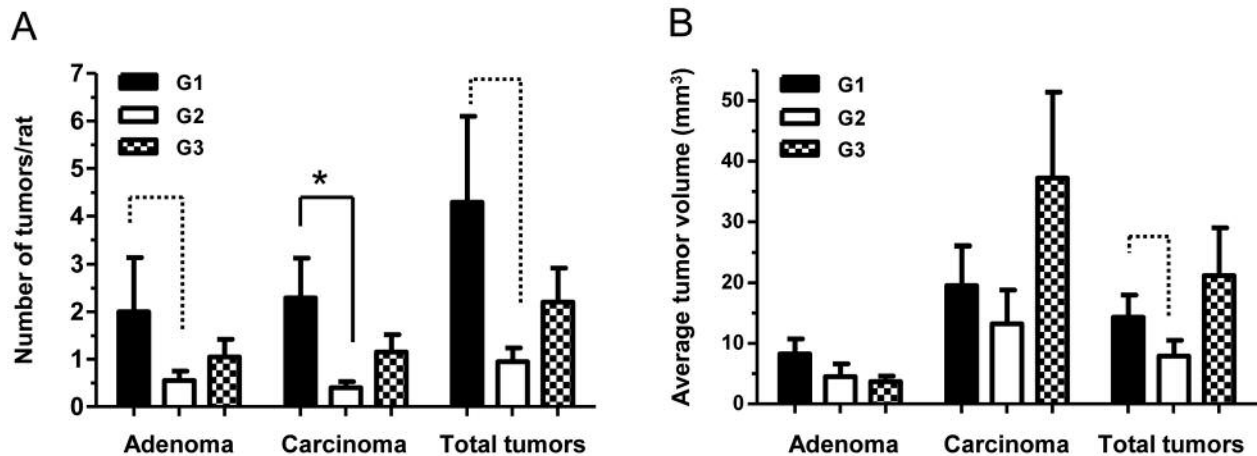 A
Number of tumors/rat
7
6
5
4
3
2
1
0
G1
G2
G3
*
Adenoma
Carcinoma
Total tumors
B
Average tumor volume (mm³)
50
40
30
20
10
0
G1
G2
G3
Adenoma
Carcinoma
Total tumors